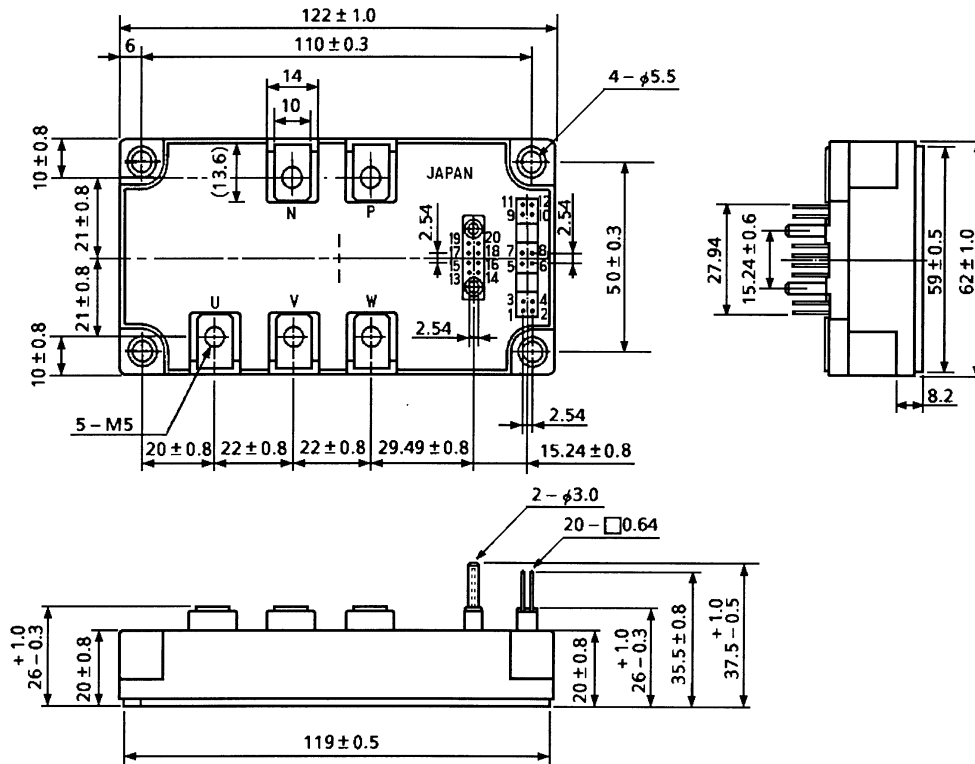 122 ± 1.0
6
110 ± 0.3
14
10
4 – φ5.5
10 ± 0.8
(13.6)
JAPAN
N
P
21 ± 0.8
2.54
11 12
9 10
2.54
19 20
17 18
15 16
13 14
7 8
5 6
3 4
1 2
50 ± 0.3
27.94
15.24 ± 0.6
59 ± 0.5
62 ± 1.0
21 ± 0.8
U
V
W
2.54
10 ± 0.8
8.2
5 – M5
2.54
20 ± 0.8
22 ± 0.8
22 ± 0.8
29.49 ± 0.8
15.24 ± 0.8
2 – φ3.0
20 – □0.64
+ 1.0
26 – 0.3
20 ± 0.8
20 ± 0.8
+ 1.0
26 – 0.3
35.5 ± 0.8
+ 1.0
37.5 – 0.5
119 ± 0.5